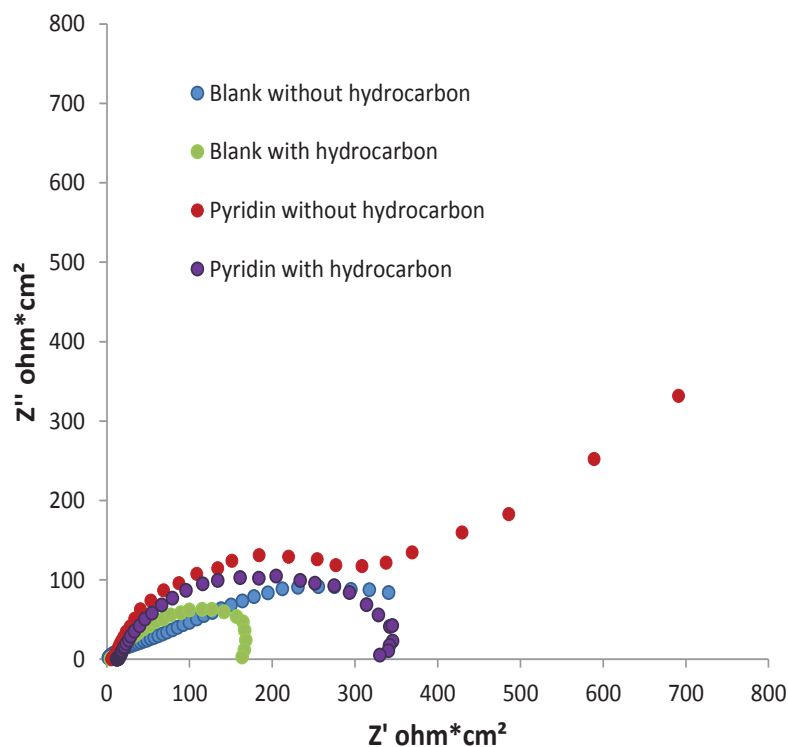 800
700
600
500
400
300
200
100
0
Z'' ohm*cm²
Blank without hydrocarbon
Blank with hydrocarbon
Pyridin without hydrocarbon
Pyridin with hydrocarbon
0 100 200 300 400 500 600 700 800
Z' ohm*cm²